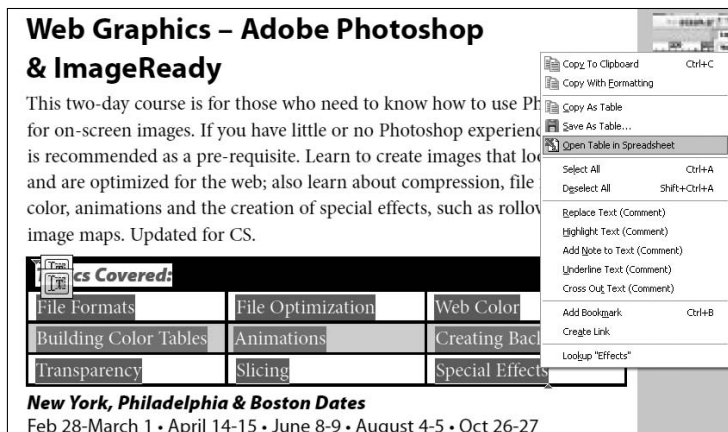 Web Graphics – Adobe Photoshop
& ImageReady
This two-day course is for those who need to know how to use
for on-screen images. If you have little or no Photoshop
is recommended as a pre-requisite. Learn to create images that
and are optimized for the web; also learn about compression, file
color, animations and the creation of special effects, such as
image maps. Updated for CS.
Covered:
File Formats File Optimization Web Color
Building Color Tables Animations Creating
Transparency Slicing Special Effects
New York, Philadelphia & Boston Dates
Feb 28-March 1 • April 14-15 • June 8-9 • August 4-5 • Oct 26-27
Copy To Clipboard Ctrl+C
Copy With Formatting
Copy As Table
Save As Table...
Open Table in Spreadsheet
Select All Ctrl+A
Deselect All Shift+Ctrl+A
Replace Text (Comment)
Highlight Text (Comment)
Add Note to Text (Comment)
Underline Text (Comment)
Cross Out Text (Comment)
Add Bookmark Ctrl+B
Create Link
Lookup "Effects"